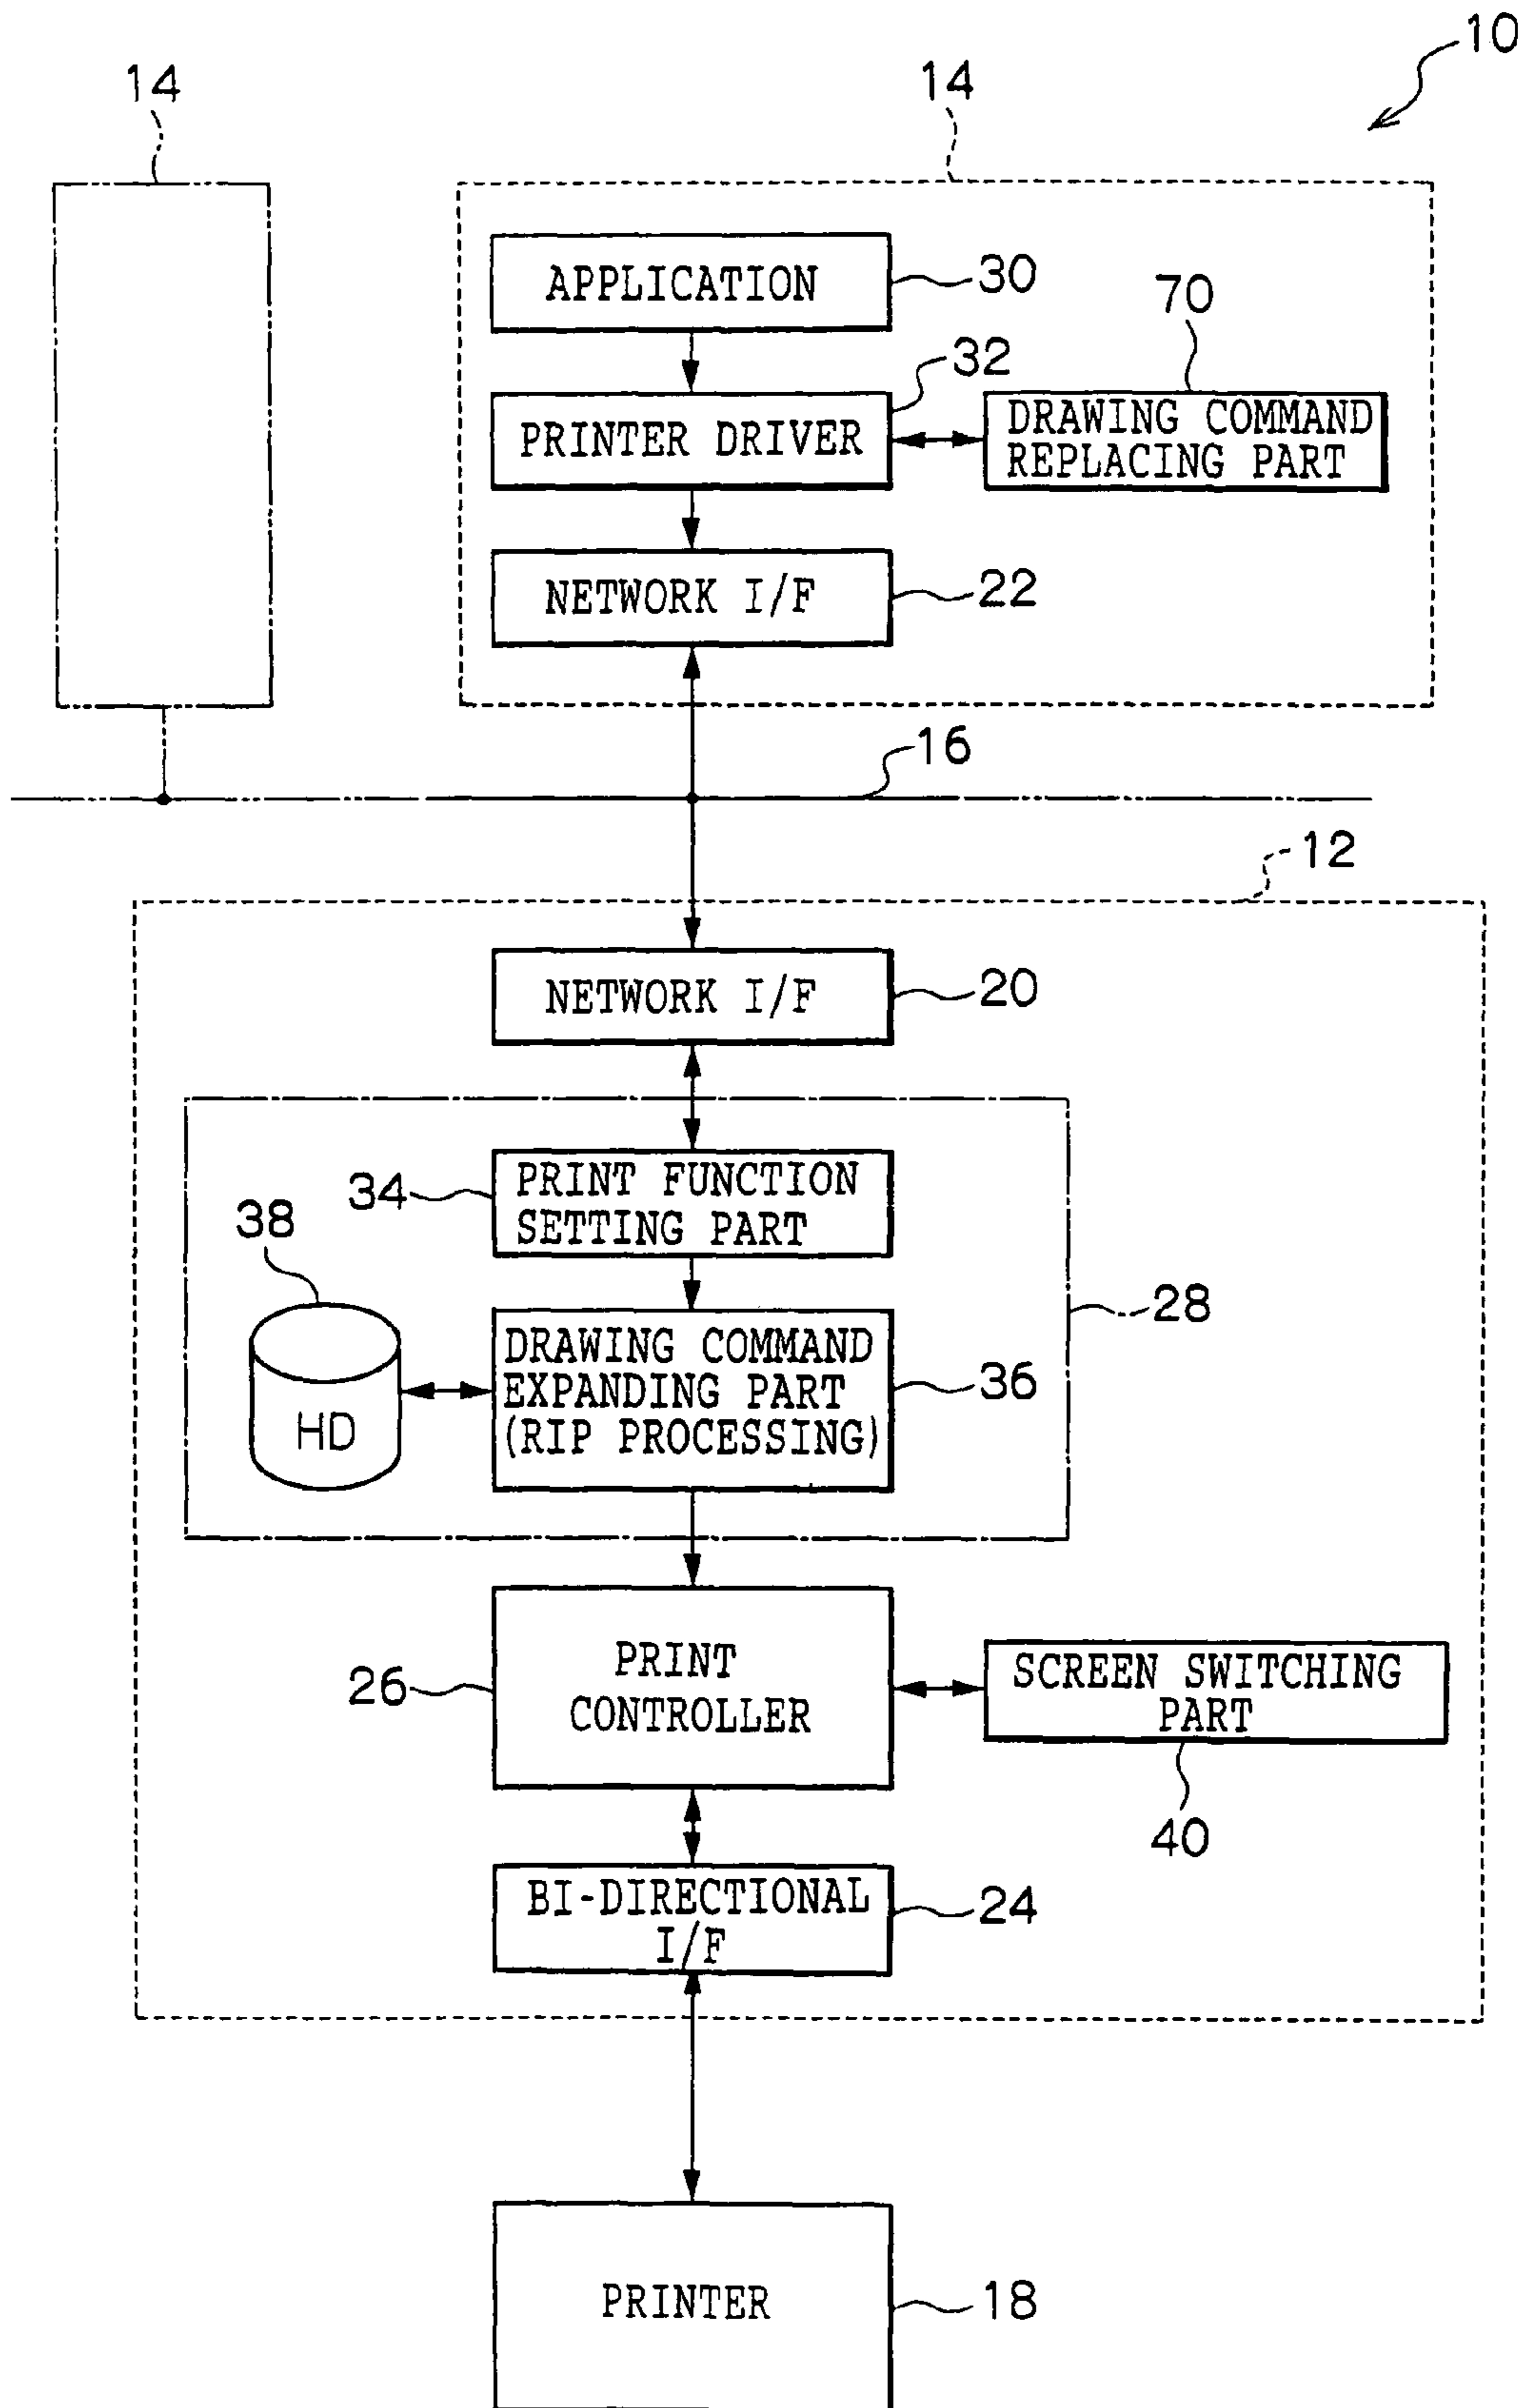 10
14
14
APPLICATION
30
70
32
PRINTER DRIVER
DRAWING COMMAND
REPLACING PART
NETWORK I/F
22
16
12
NETWORK I/F
20
34
PRINT FUNCTION
SETTING PART
38
28
DRAWING COMMAND
EXPANDING PART
(RIP PROCESSING)
36
HD
26
PRINT
CONTROLLER
SCREEN SWITCHING
PART
40
BI-DIRECTIONAL
I/F
24
PRINTER
18